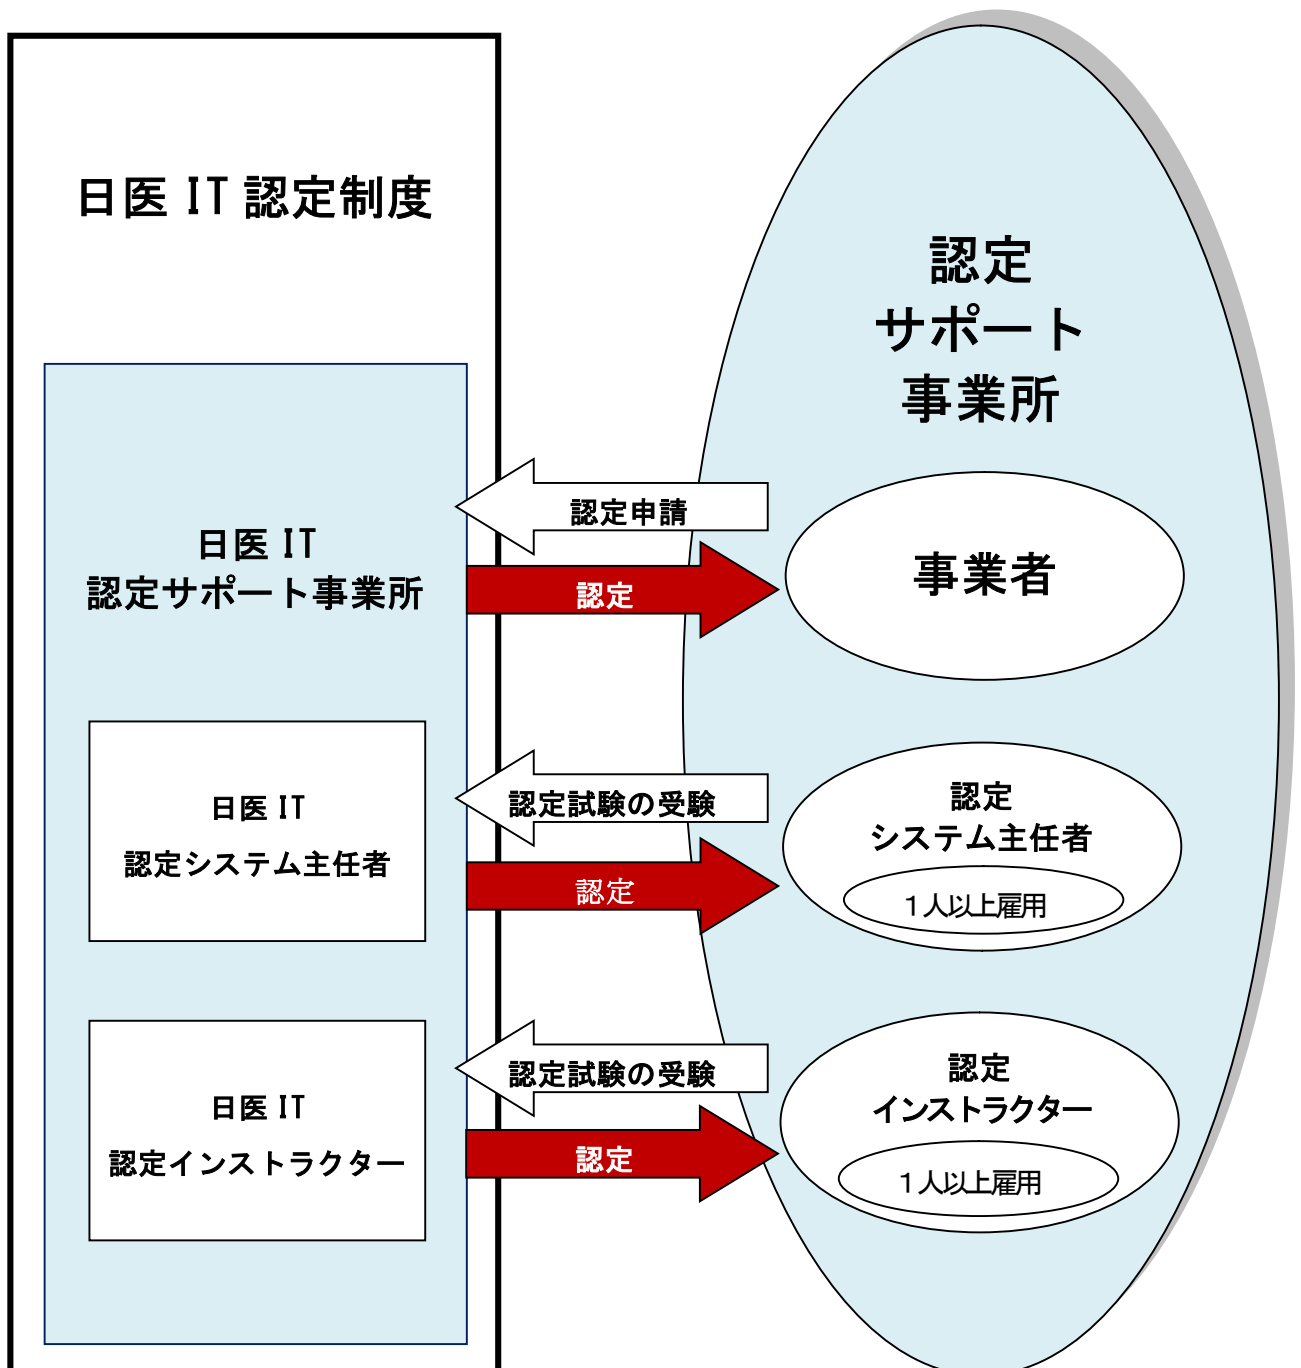 日医 IT 認定制度
認定
サポート
事業所
日医 IT
認定サポート事業所
認定申請
認定
事業者
日医 IT
認定システム主任者
認定試験の受験
認定
認定
システム主任者
１人以上雇用
日医 IT
認定インストラクター
認定試験の受験
認定
認定
インストラクター
１人以上雇用